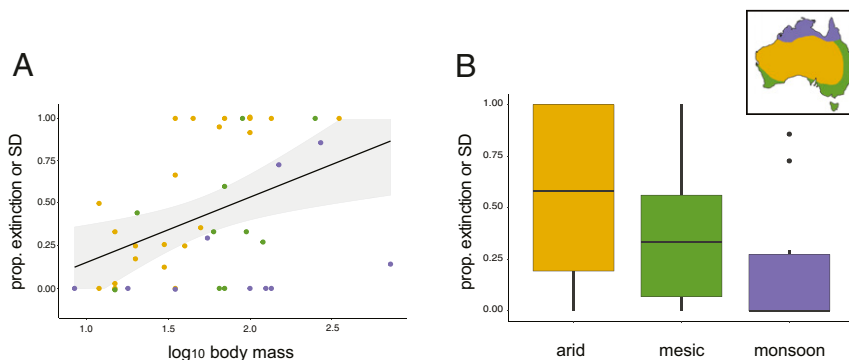 A
prop. extinction or SD
1.00
0.75
0.50
0.25
0.00
1.0 1.5 2.0 2.5
log10 body mass
B
prop. extinction or SD
1.00
0.75
0.50
0.25
0.00
arid mesic monsoon